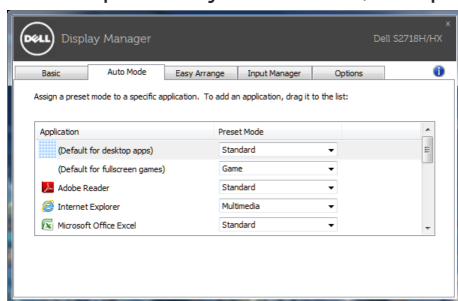 DELL Display Manager Dell S2718H/HX
Basic Auto Mode Easy Arrange Input Manager Options
Assign a preset mode to a specific application. To add an application, drag it to the list:
Application Preset Mode
(Default for desktop apps) Standard
(Default for fullscreen games) Game
Adobe Reader Standard
Internet Explorer Multimedia
Microsoft Office Excel Standard